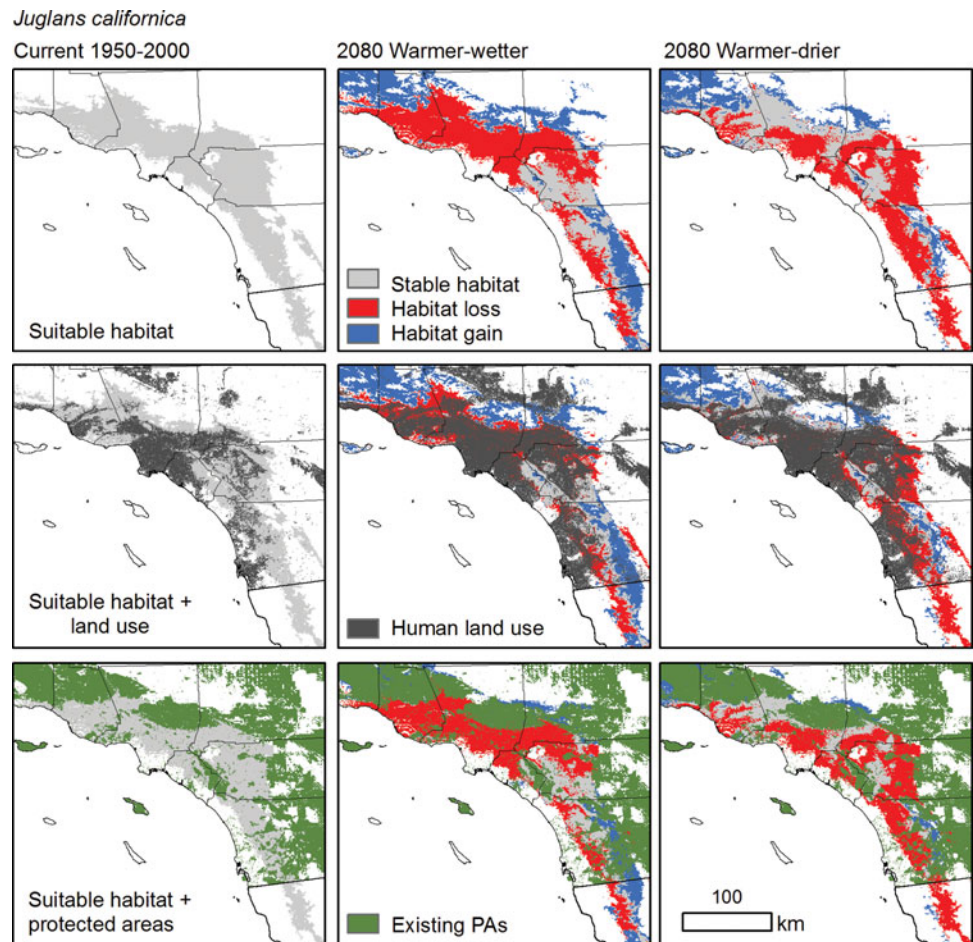 Juglans californica
Current 1950-2000
2080 Warmer-wetter
2080 Warmer-drier
Suitable habitat
Stable habitat
Habitat loss
Habitat gain
Suitable habitat +
land use
Human land use
Suitable habitat +
protected areas
Existing PAs
100
km